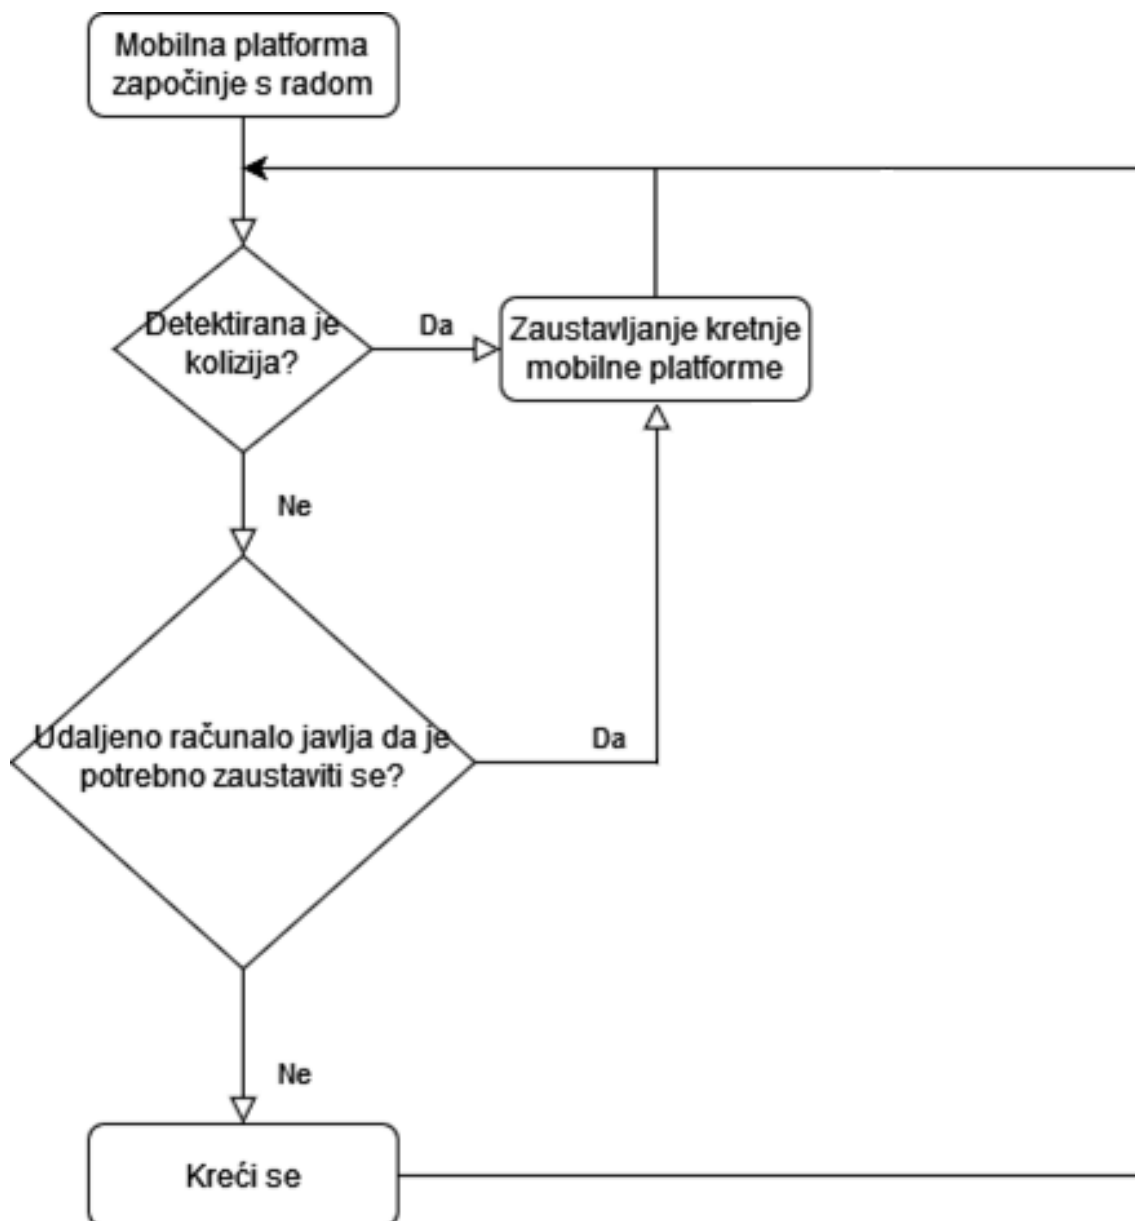 Mobilna platforma
započinje s radom
Detektirana je
kolizija?
Da
Zaustavljanje kretnje
mobilne platforme
Ne
Udaljeno računalo javlja da je
potrebno zaustaviti se?
Da
Ne
Kreći se